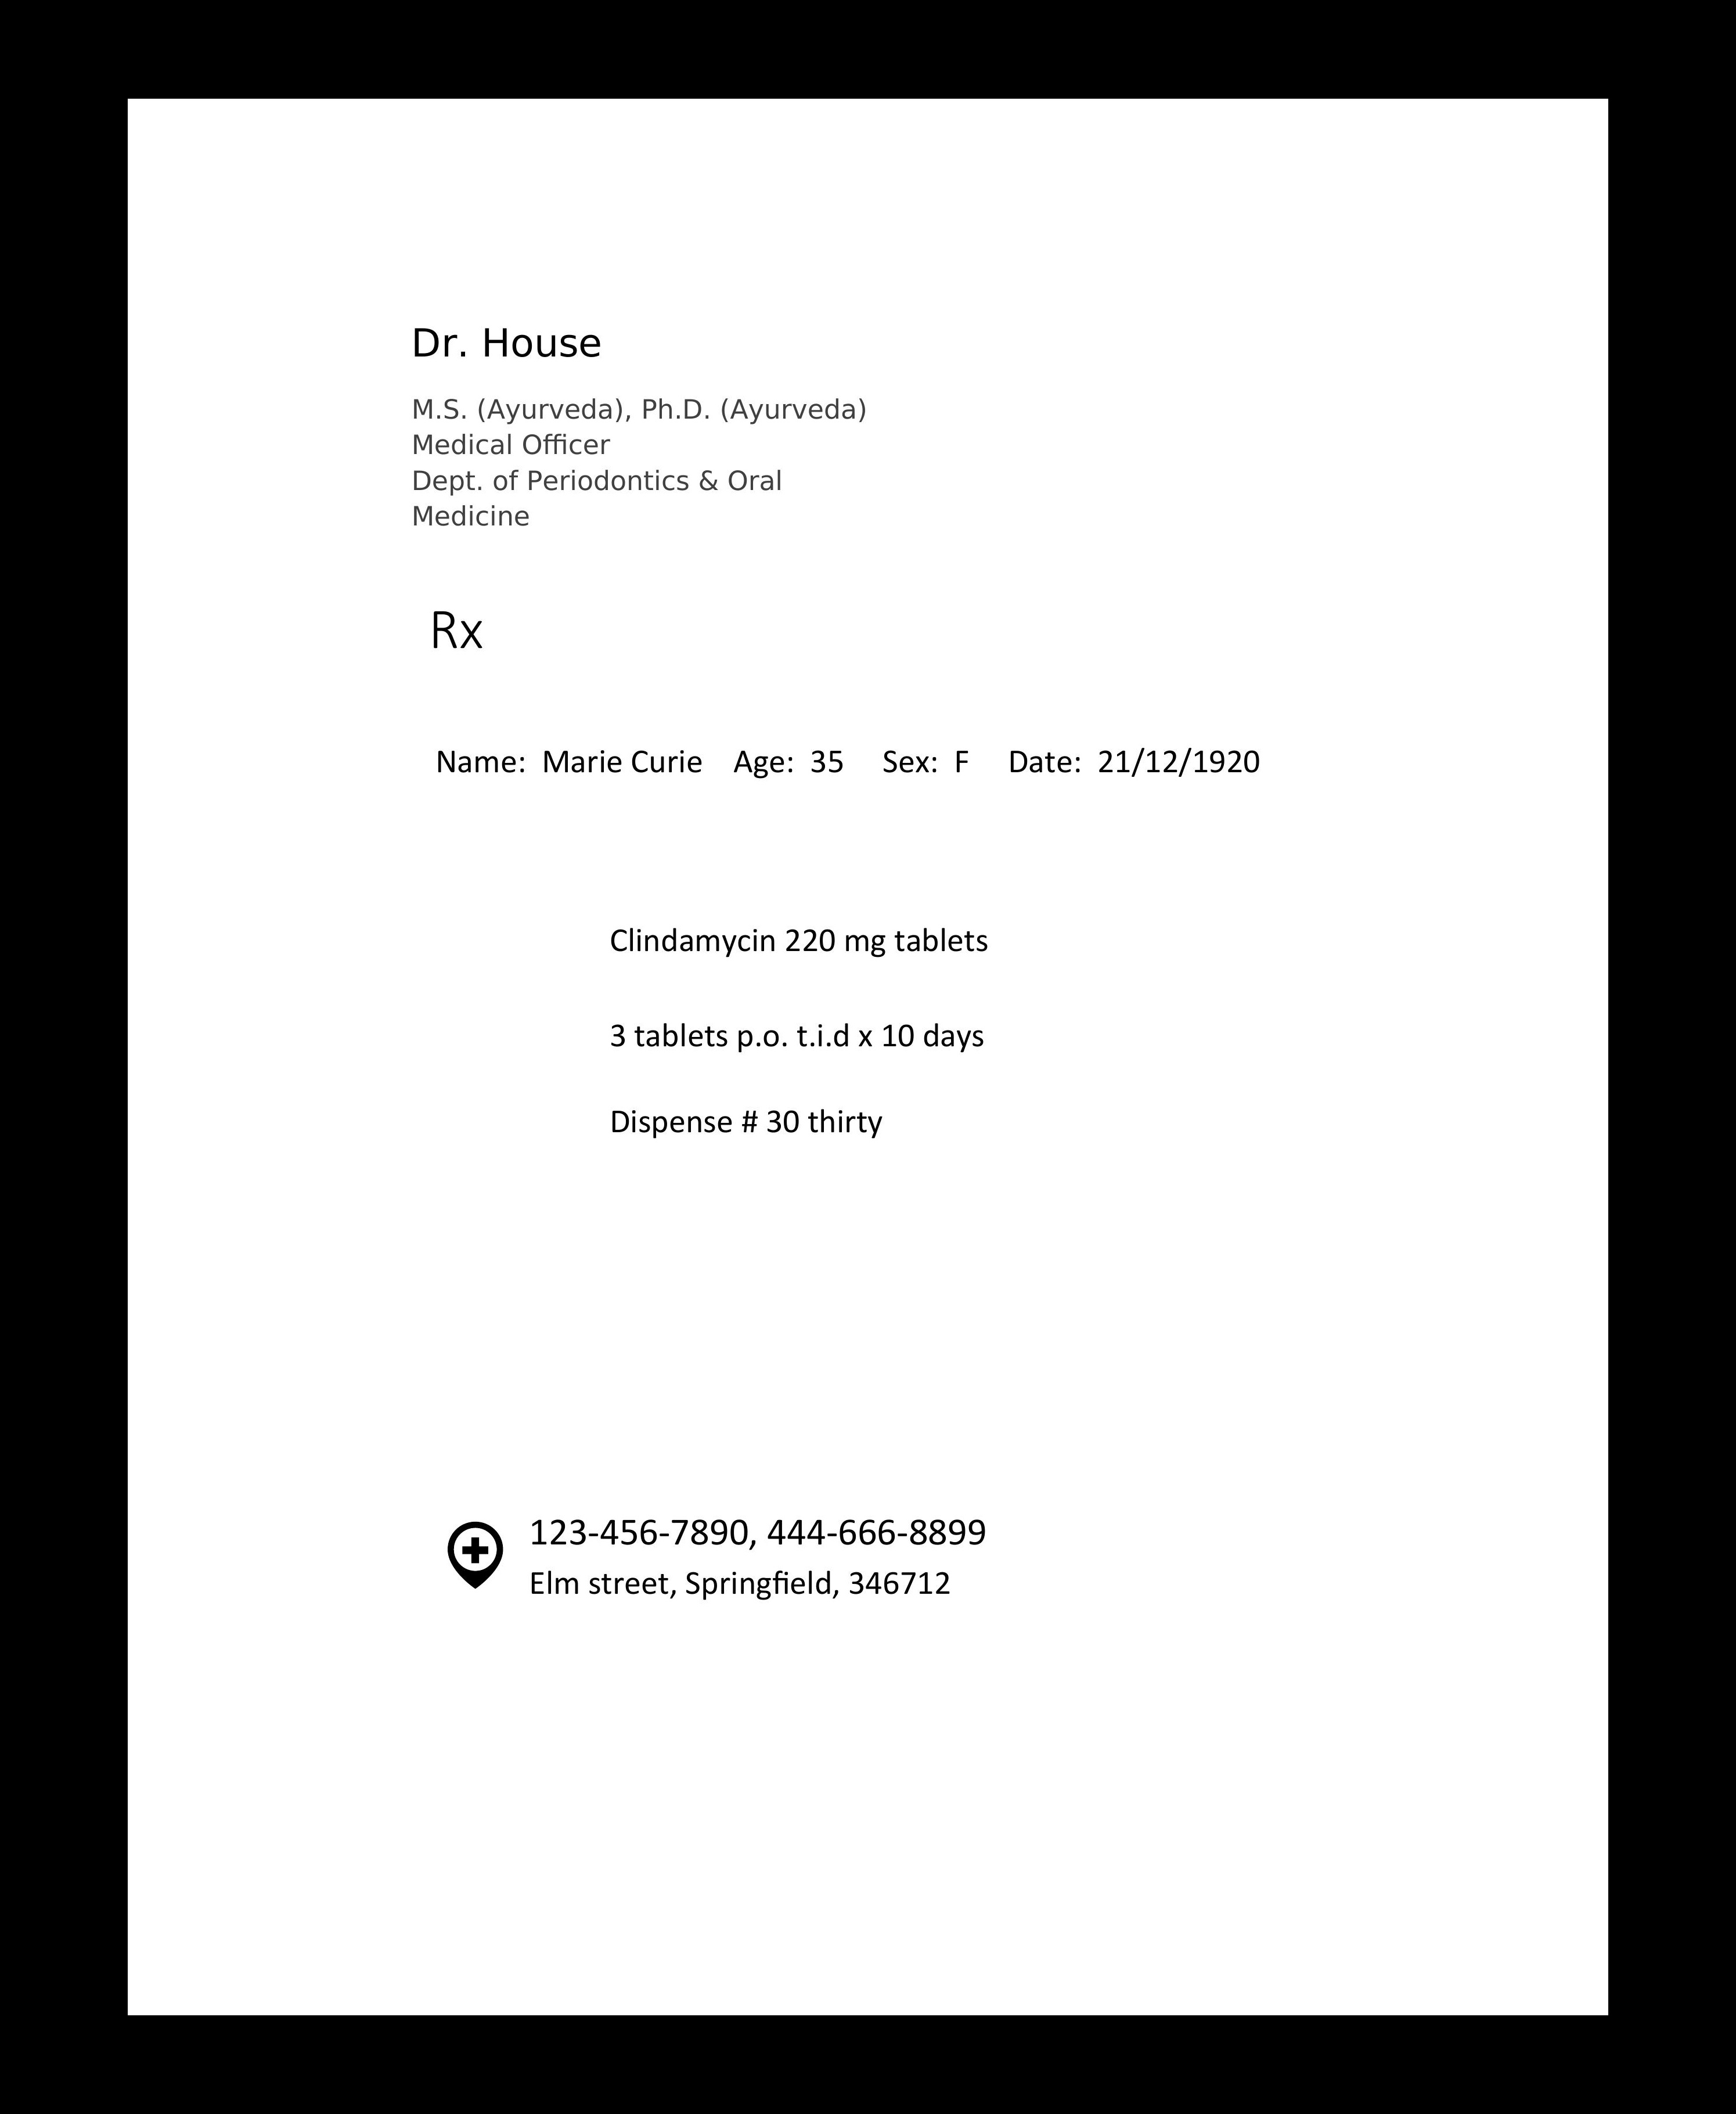 Dr. House
M.S. (Ayurveda), Ph.D. (Ayurveda)
Medical Officer
Dept. of Periodontics & Oral
Medicine
Rx
Name: Marie Curie Age: 35 Sex: F Date: 21/12/1920
Clindamycin 220 mg tablets
3 tablets p.o. t.i.d x 10 days
Dispense # 30 thirty
123-456-7890, 444-666-8899
Elm street, Springfield, 346712